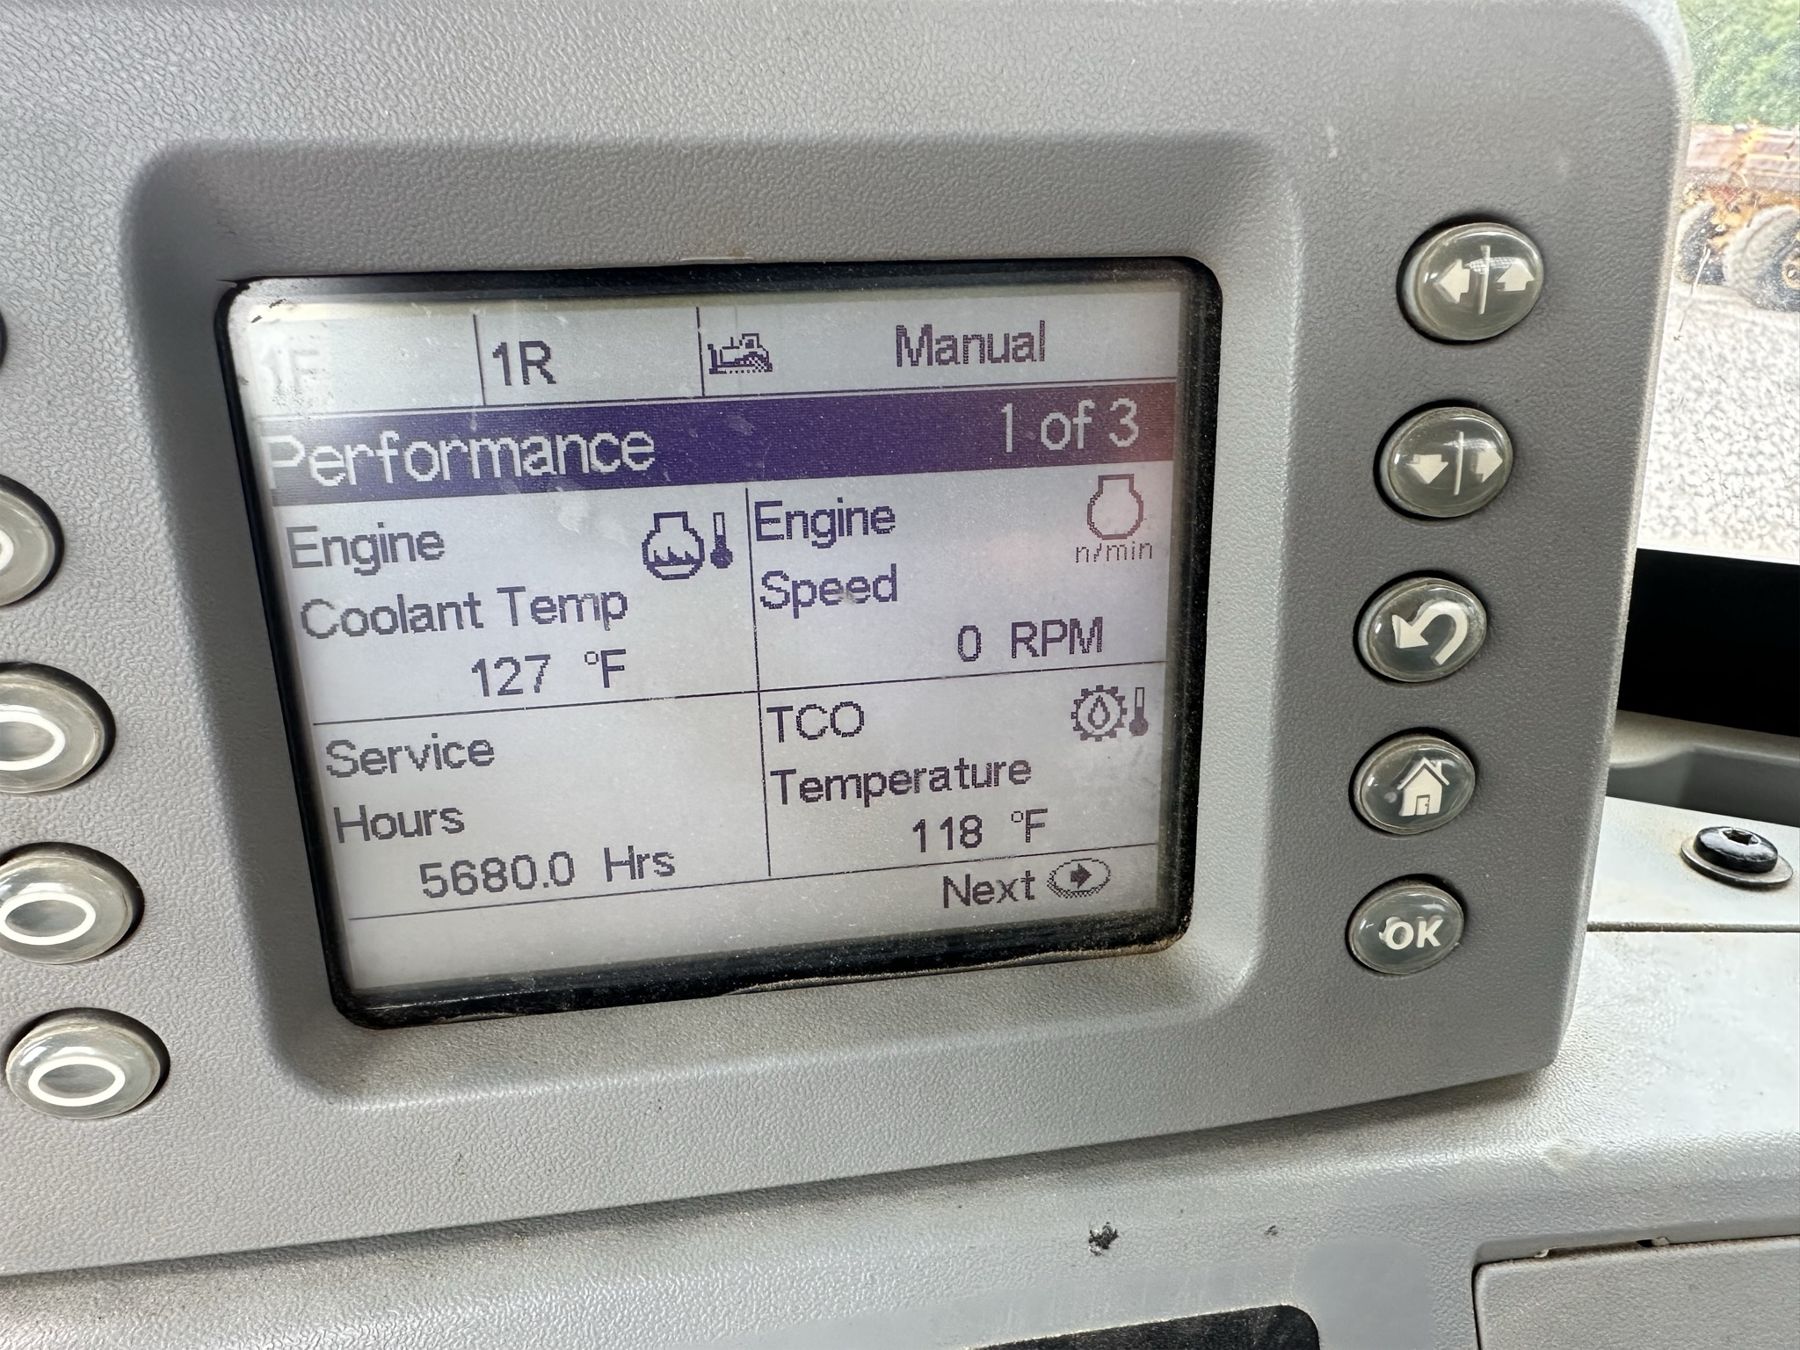 1F 1R Manual
Performance 1 of 3
Engine
Coolant Temp
127 °F
Engine
n/min
Speed
0 RPM
Service
Hours
5680.0 Hrs
TCO
Temperature
118 °F
Next
OK